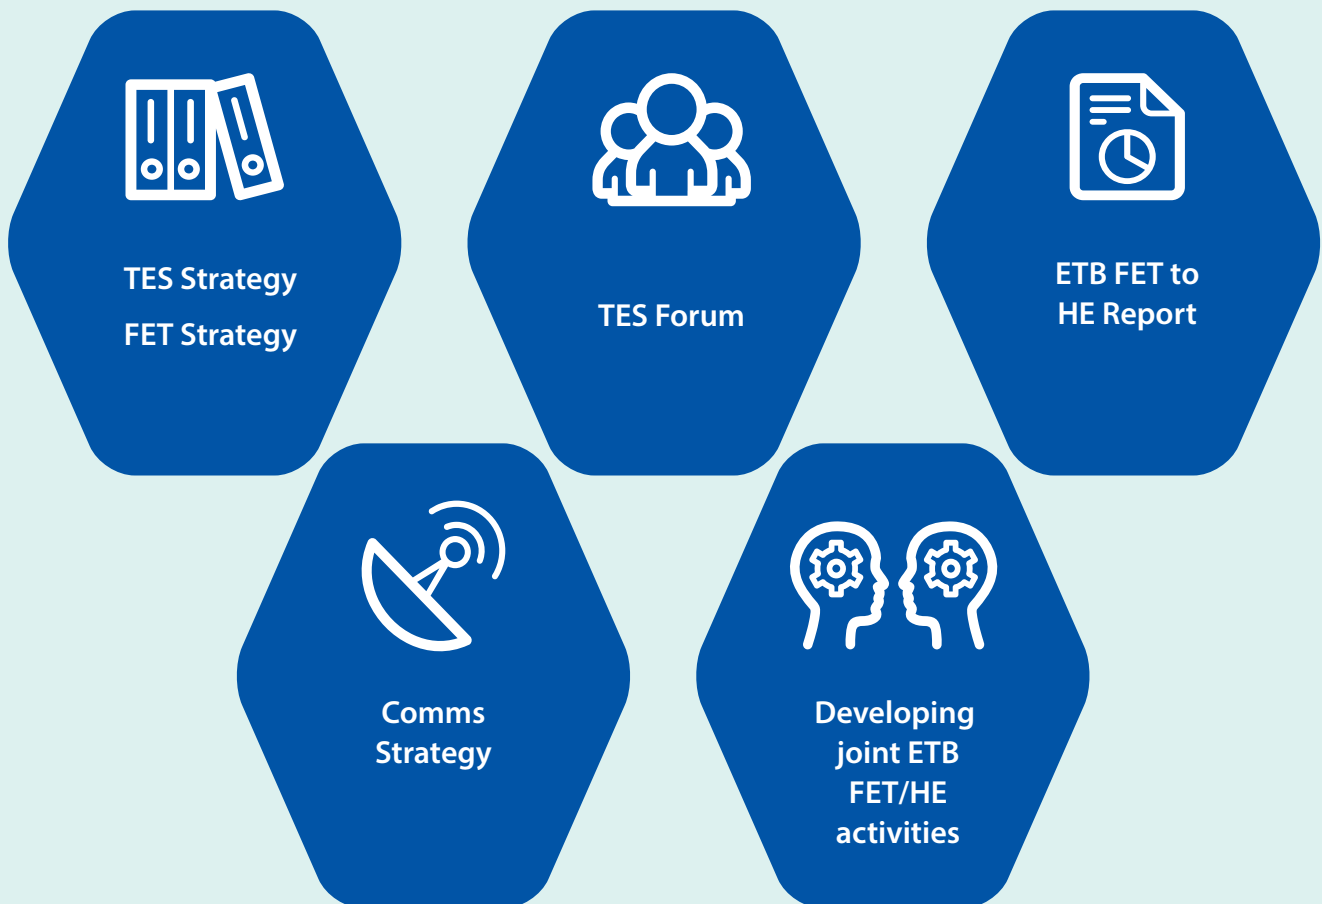 TES Strategy
FET Strategy
TES Forum
ETB FET to
HE Report
Comms
Strategy
Developing
joint ETB
FET/HE
activities